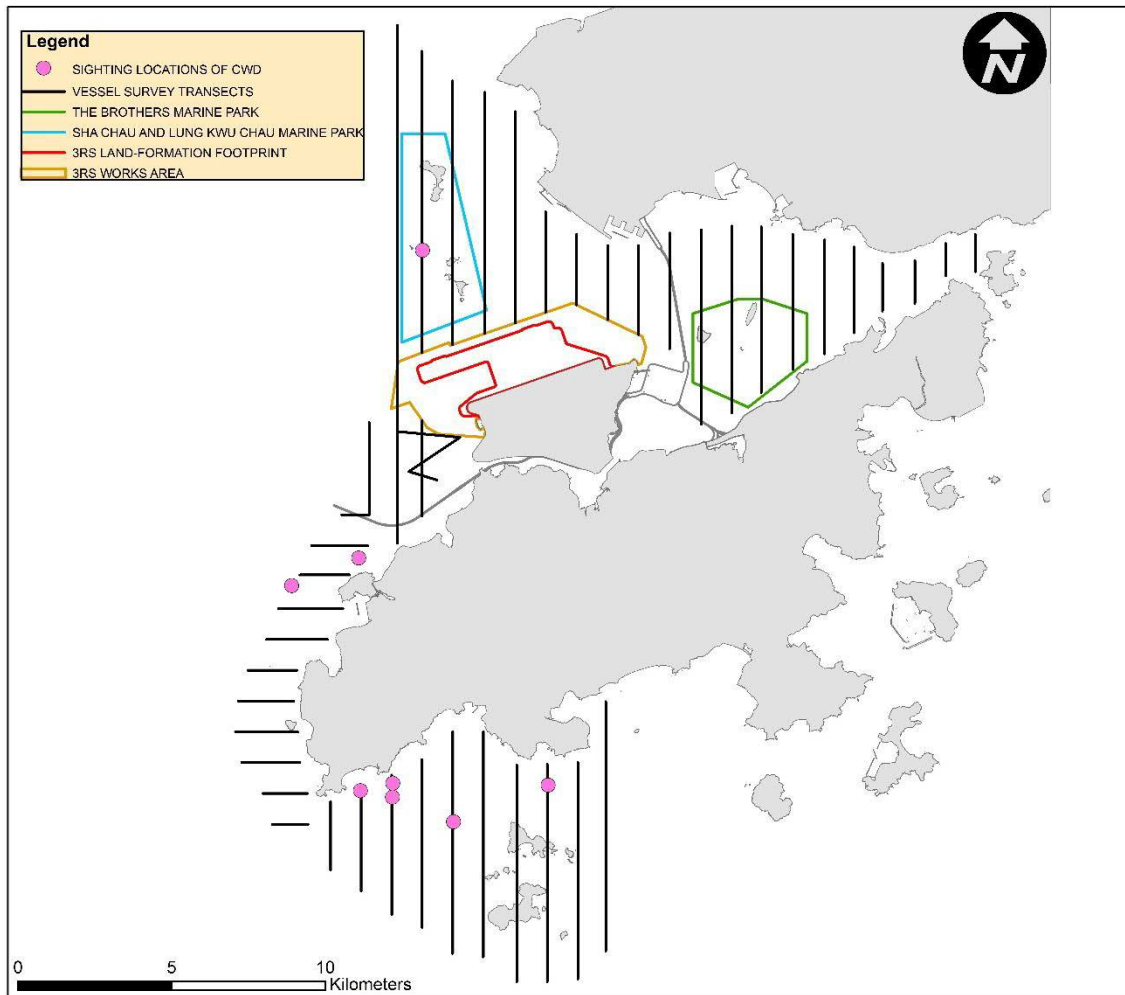 Legend
SIGHTING LOCATIONS OF CWD
VESSEL SURVEY TRANSECTS
THE BROTHERS MARINE PARK
SHA CHAU AND LUNG KWU CHAU MARINE PARK
3RS LAND-FORMATION FOOTPRINT
3RS WORKS AREA
N
0 5 10
Kilometers